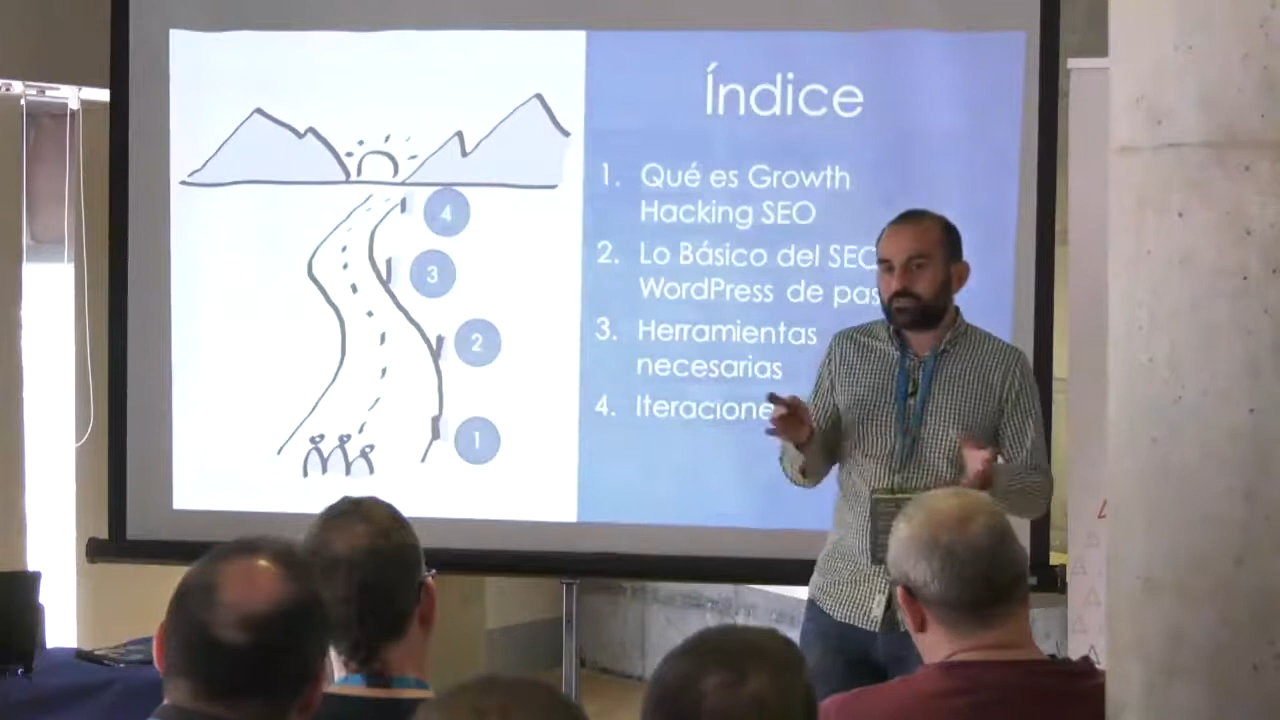 Índice
1. Qué es Growth
Hacking SEO
2. Lo Básico del SEO
WordPress de
3. Herramientas
necesarias
4. Iteracione
4
3
2
1